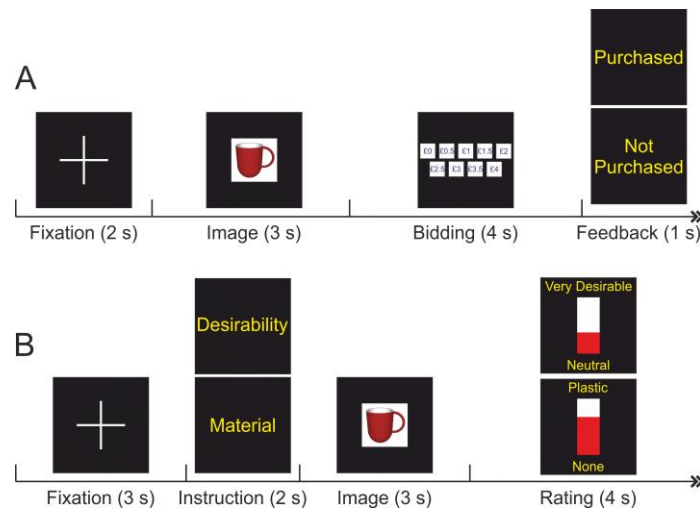 A
£0 £0.5 £1 £1.5 £2
£2.5 £3 £3.5 £4
Purchased
Not
Purchased
Fixation (2 s)
Image (3 s)
Bidding (4 s)
Feedback (1 s)
B
Desirability
Material
Very Desirable
Neutral
Plastic
None
Fixation (3 s)
Instruction (2 s)
Image (3 s)
Rating (4 s)